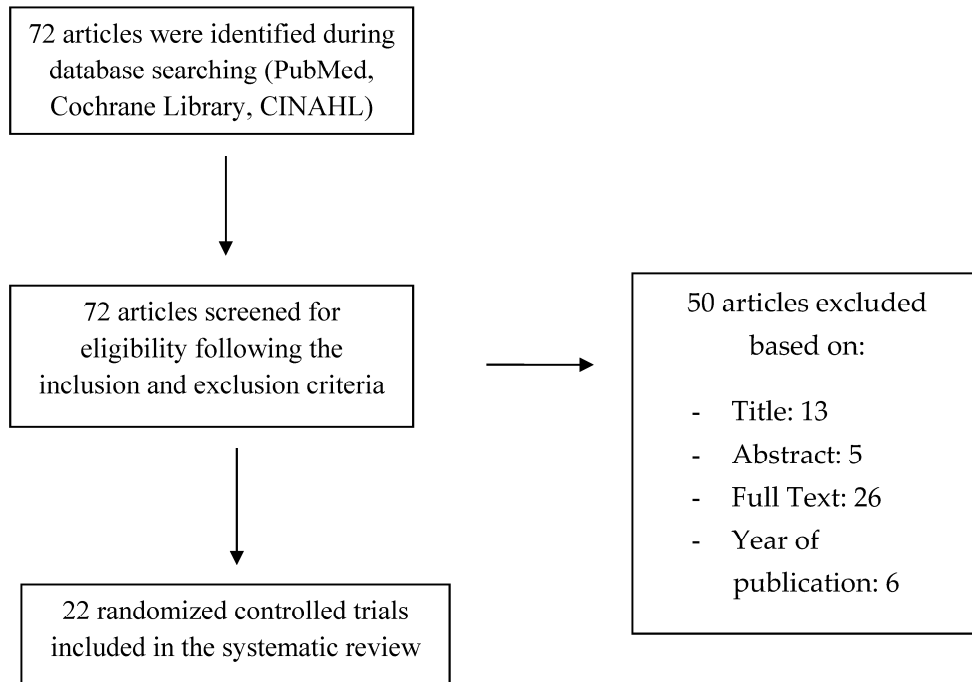 72 articles were identified during
database searching (PubMed,
Cochrane Library, CINAHL)
72 articles screened for
eligibility following the
inclusion and exclusion criteria
50 articles excluded
based on:
- Title: 13
- Abstract: 5
- Full Text: 26
- Year of
publication: 6
22 randomized controlled trials
included in the systematic review